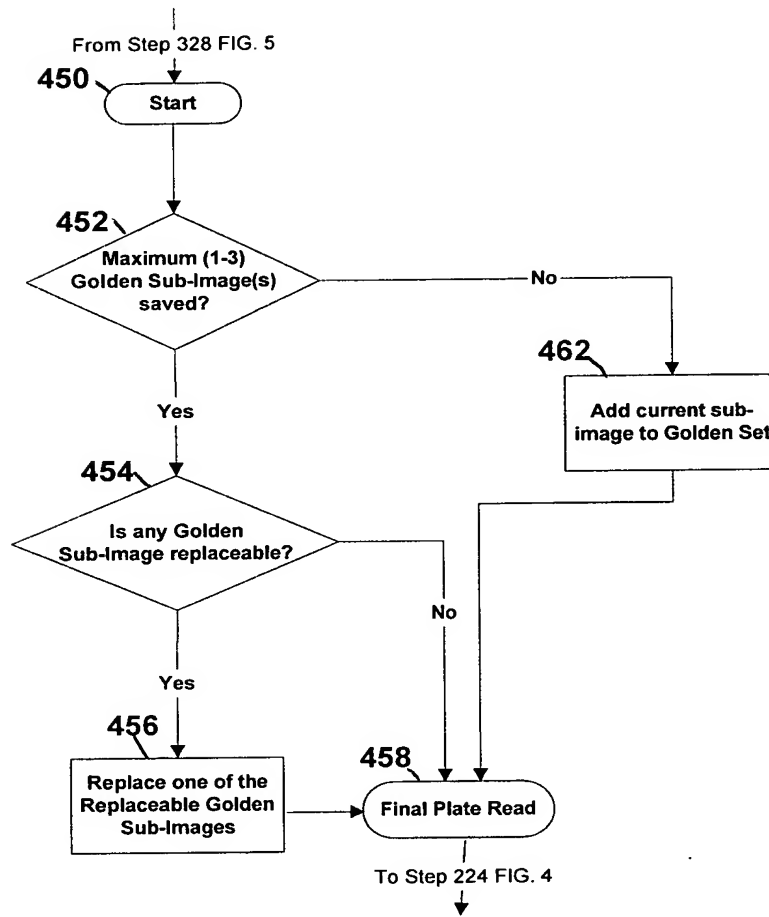 From Step 328 FIG. 5
450
Start
452
Maximum (1-3)
Golden Sub-Image(s)
saved?
No
462
Add current sub-
image to Golden Set
Yes
454
Is any Golden
Sub-Image replaceable?
No
Yes
456
Replace one of the
Replaceable Golden
Sub-Images
458
Final Plate Read
To Step 224 FIG. 4